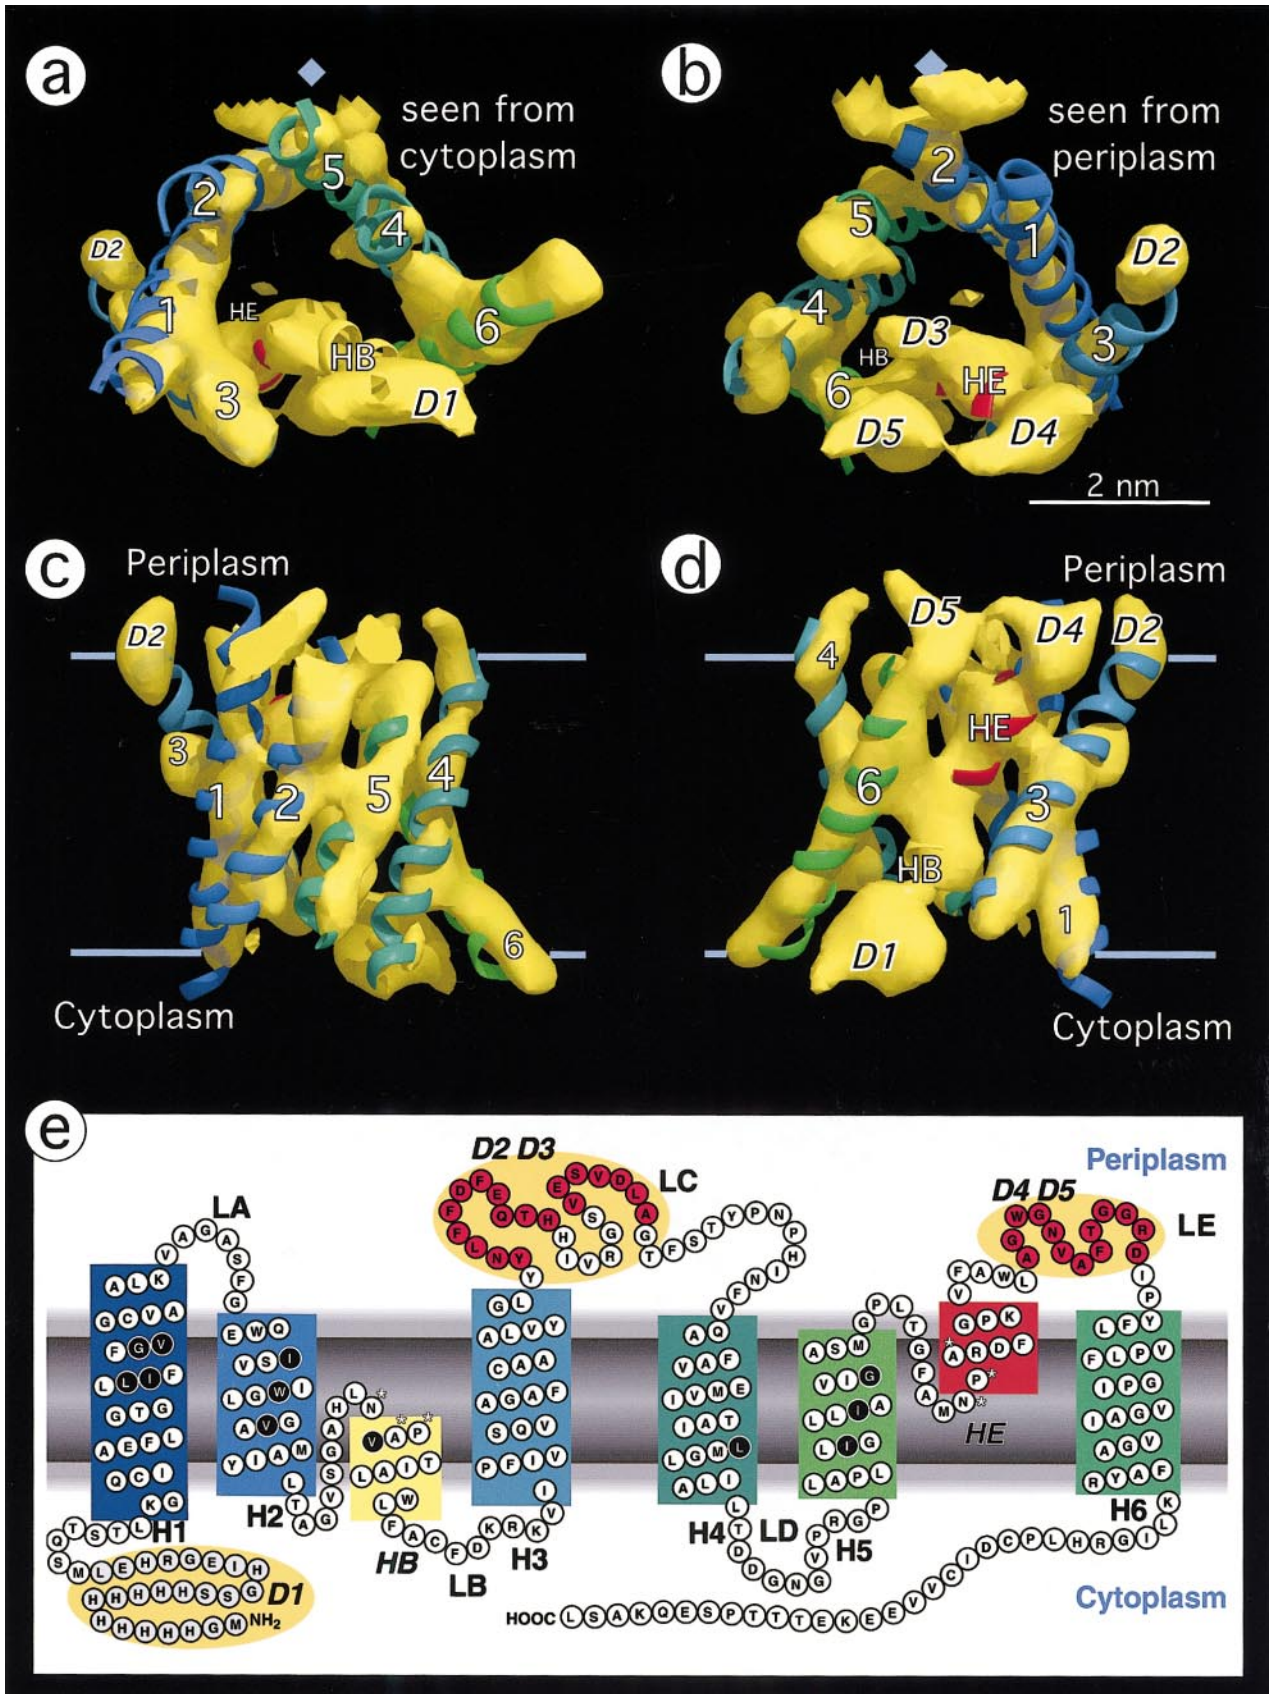 a
seen from
cytoplasm
5
2
4
D2
1
HE
6
HB
3
D1
b
seen from
periplasm
2
5
1
D2
4
D3
3
HB
HE
6
D5
D4
2 nm
c
Periplasm
D2
3
1
2
5
4
6
Cytoplasm
d
Periplasm
D5
D4
D2
4
HE
6
3
HB
1
D1
Cytoplasm
e
D2 D3
Periplasm
LA
LC
D4 D5
LE
HE
H1
H2
HB
LB
H3
H4
LD
H5
H6
D1
NH2
HOOC
Cytoplasm
A L K
G C V A
F G V
L L I F
G T G
A E F L
Q C I
K G
E W Q
V S I
L G W I
A V G
Y I A M
V A P
L A I T
L W
G L
A L V Y
C A A
A G A F
S Q V
P F I V
A Q
V A F
I V M E
I A T
L G M L
A L I
A S M
V I G
L L I A
L I G
L A P L
G P K
A R D F
P
L F Y
F L P V
I P G
I A G V
A G V
R Y A F
M L E H R G E I H
H H H H H S S G
H H H H H G M
L S A K Q E S P T T T E K E E V V C I D C P L H R G I L K